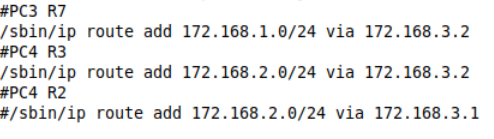 #PC3 R7
/sbin/ip route add 172.168.1.0/24 via 172.168.3.2
#PC4 R3
/sbin/ip route add 172.168.2.0/24 via 172.168.3.2
#PC4 R2
#/sbin/ip route add 172.168.2.0/24 via 172.168.3.1